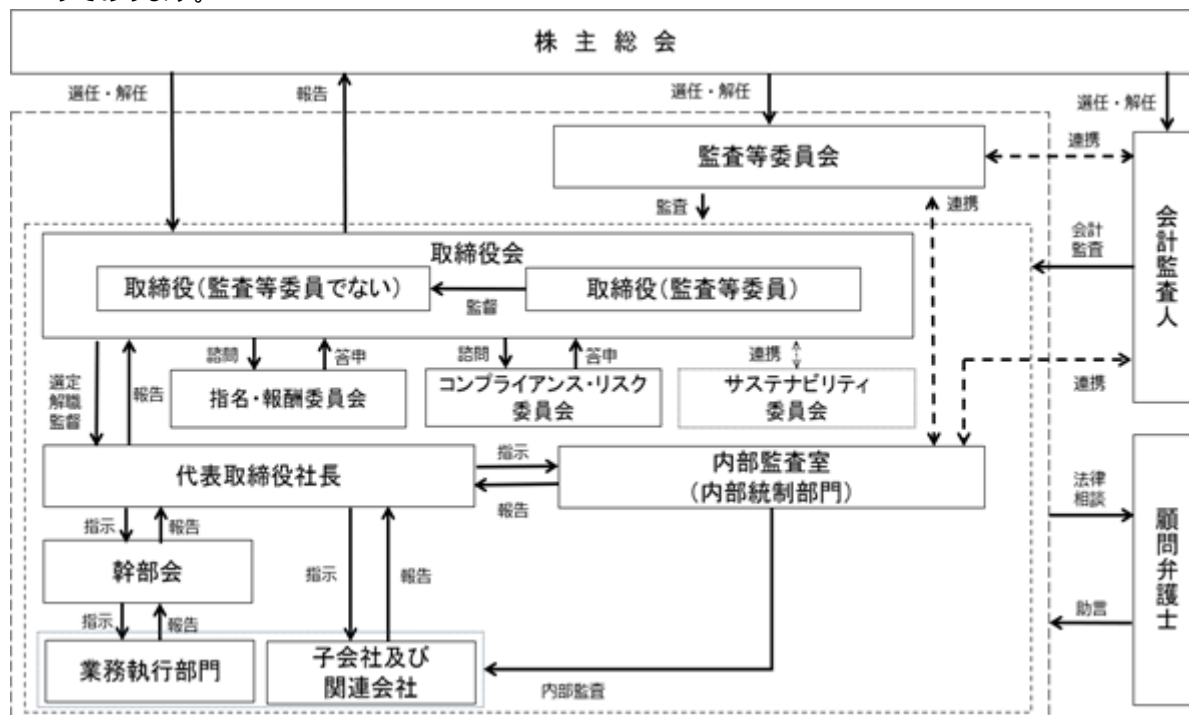 株 主 総 会
選任・解任
報告
選任・解任
選任・解任
監査等委員会
連携
監査
連携
会計監査人
会計
監査
取締役会
取締役(監査等委員でない)
監督
取締役(監査等委員)
諮問
答申
諮問
答申
連携
連携
選定
解職
監督
報告
指名・報酬委員会
コンプライアンス・リスク
委員会
サステナビリティ
委員会
代表取締役社長
指示
報告
内部監査室
(内部統制部門)
法律
相談
顧問弁護士
助言
指示
報告
幹部会
指示
報告
指示
報告
業務執行部門
子会社及び
関連会社
内部監査